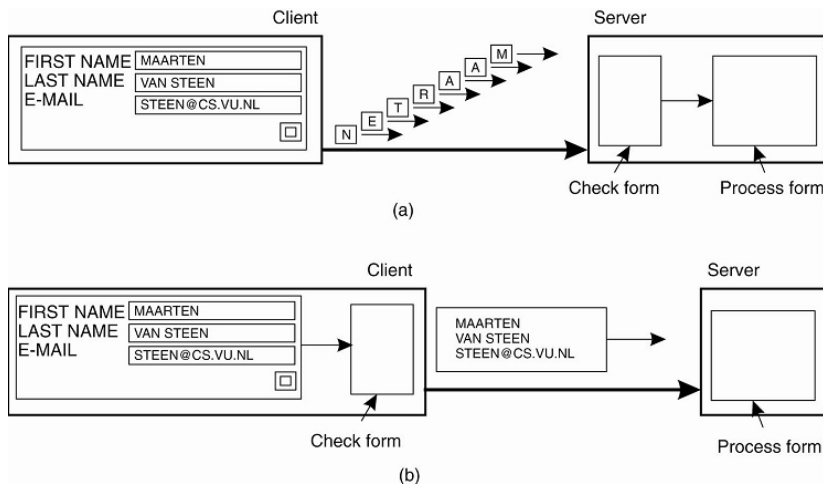 Client
Server
FIRST NAME MAARTEN
LAST NAME VAN STEEN
E-MAIL STEEN@CS.VU.NL
N E T R A A M
Check form
Process form
(a)
Client
Server
FIRST NAME MAARTEN
LAST NAME VAN STEEN
E-MAIL STEEN@CS.VU.NL
MAARTEN
VAN STEEN
STEEN@CS.VU.NL
Check form
Process form
(b)